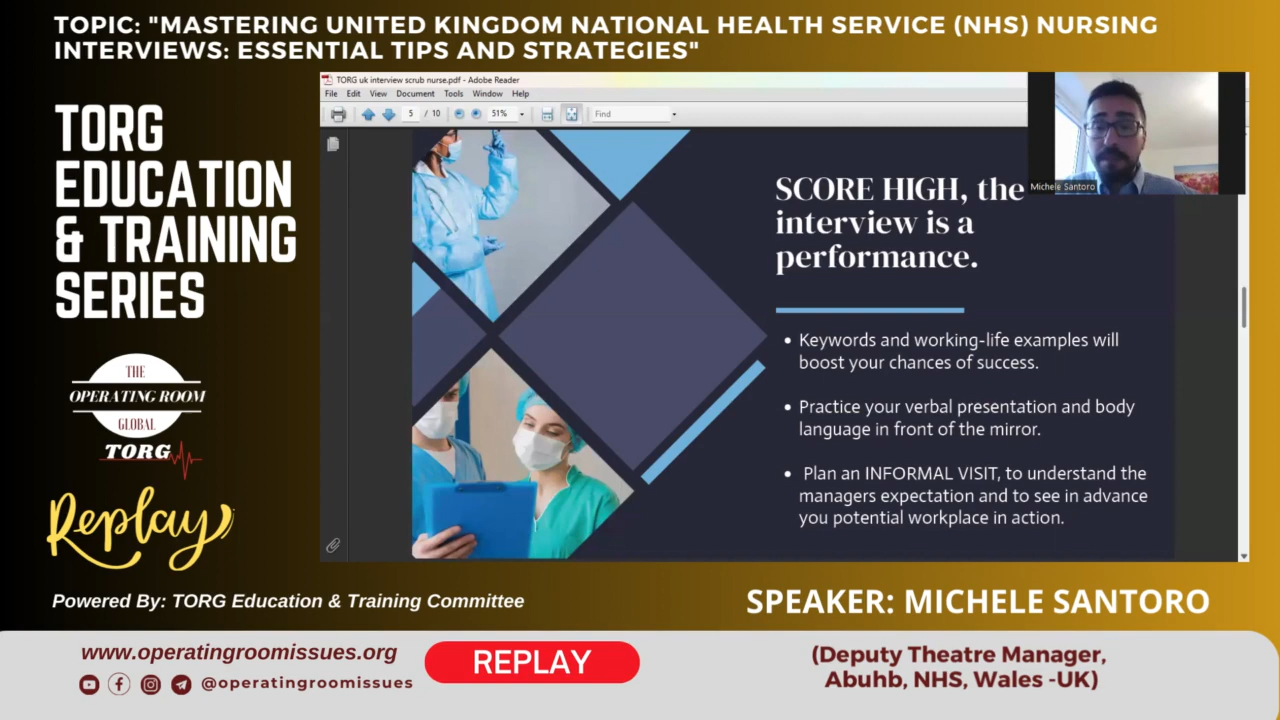 TOPIC: "MASTERING UNITED KINGDOM NATIONAL HEALTH SERVICE (NHS) NURSING
INTERVIEWS: ESSENTIAL TIPS AND STRATEGIES"
TORG
EDUCATION
& TRAINING
SERIES
THE
OPERATING ROOM
GLOBAL
TORG
Replay
TORG uk interview scrub nurse.pdf - Adobe Reader
File Edit View Document Tools Window Help
5 / 10 51% Find
Michele Santoro
SCORE HIGH, the
interview is a
performance.
• Keywords and working-life examples will
boost your chances of success.
• Practice your verbal presentation and body
language in front of the mirror.
• Plan an INFORMAL VISIT, to understand the
managers expectation and to see in advance
you potential workplace in action.
Powered By: TORG Education & Training Committee
SPEAKER: MICHELE SANTORO
www.operatingroomissues.org
@operatingroomissues
REPLAY
(Deputy Theatre Manager,
Abuhb, NHS, Wales -UK)